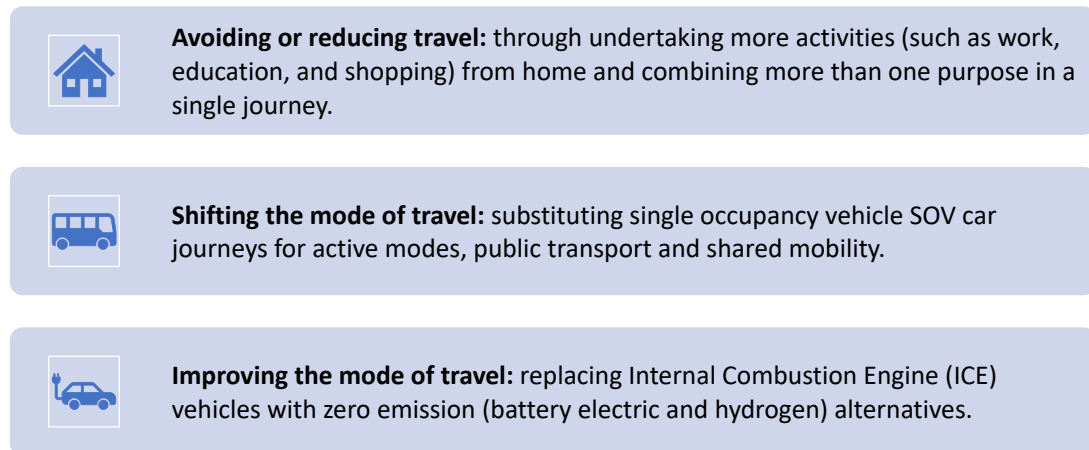 Avoiding or reducing travel: through undertaking more activities (such as work,
education, and shopping) from home and combining more than one purpose in a
single journey.
Shifting the mode of travel: substituting single occupancy vehicle SOV car
journeys for active modes, public transport and shared mobility.
Improving the mode of travel: replacing Internal Combustion Engine (ICE)
vehicles with zero emission (battery electric and hydrogen) alternatives.